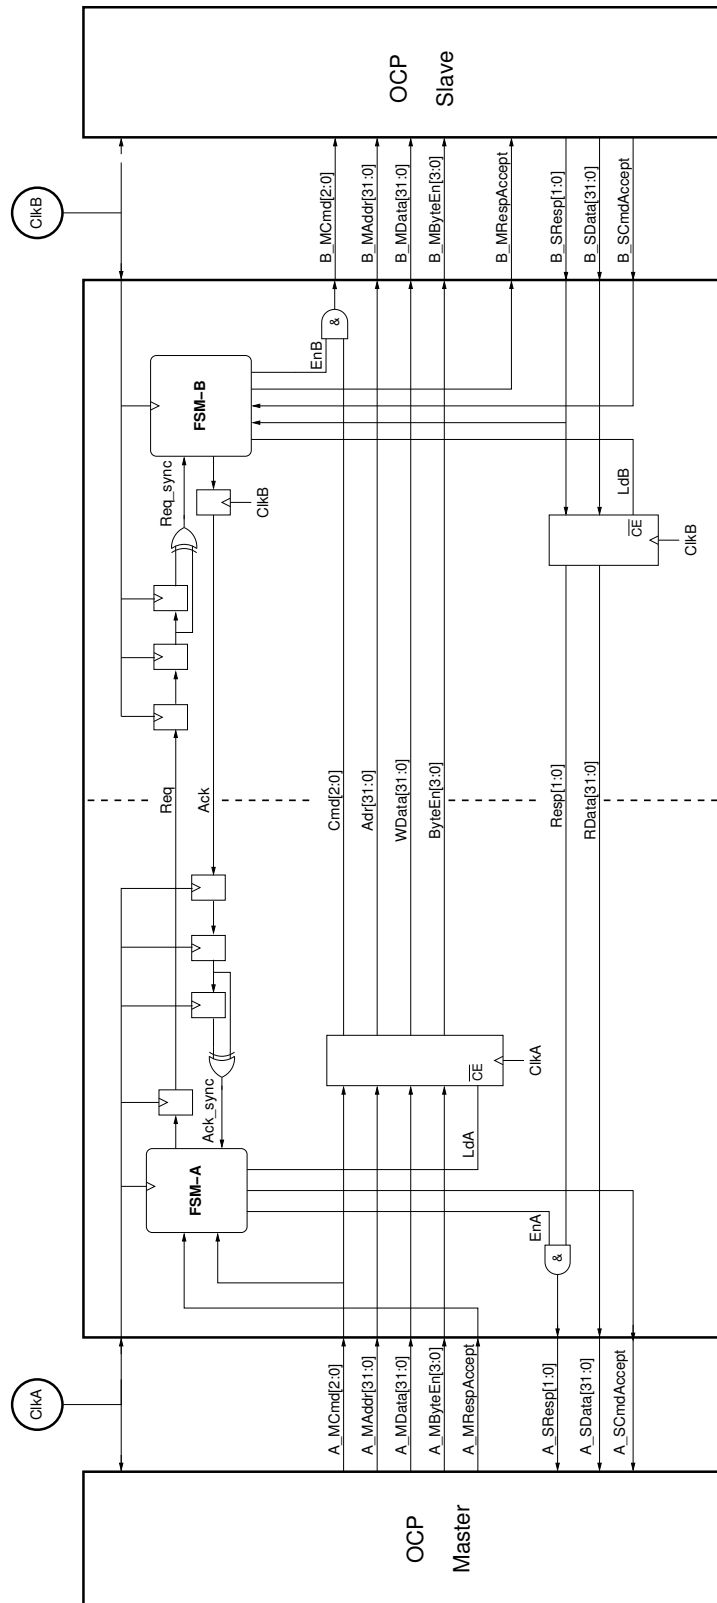 ClkA
ClkB
OCP
Master
A_MCmd[2:0]
A_MAddr[31:0]
A_MData[31:0]
A_MByteEn[3:0]
A_MRespAccept
A_SResp[1:0]
A_SData[31:0]
A_SCmdAccept
FSM-A
Ack_sync
LdA
EnA
&
CE
ClkA
Req
Ack
Cmd[2:0]
Adr[31:0]
WData[31:0]
ByteEn[3:0]
Resp[1:0]
RData[31:0]
Req_sync
FSM-B
ClkB
EnB
&
LdB
CE
ClkB
B_MCmd[2:0]
B_MAddr[31:0]
B_MData[31:0]
B_MByteEn[3:0]
B_MRespAccept
B_SResp[1:0]
B_SData[31:0]
B_SCmdAccept
OCP
Slave